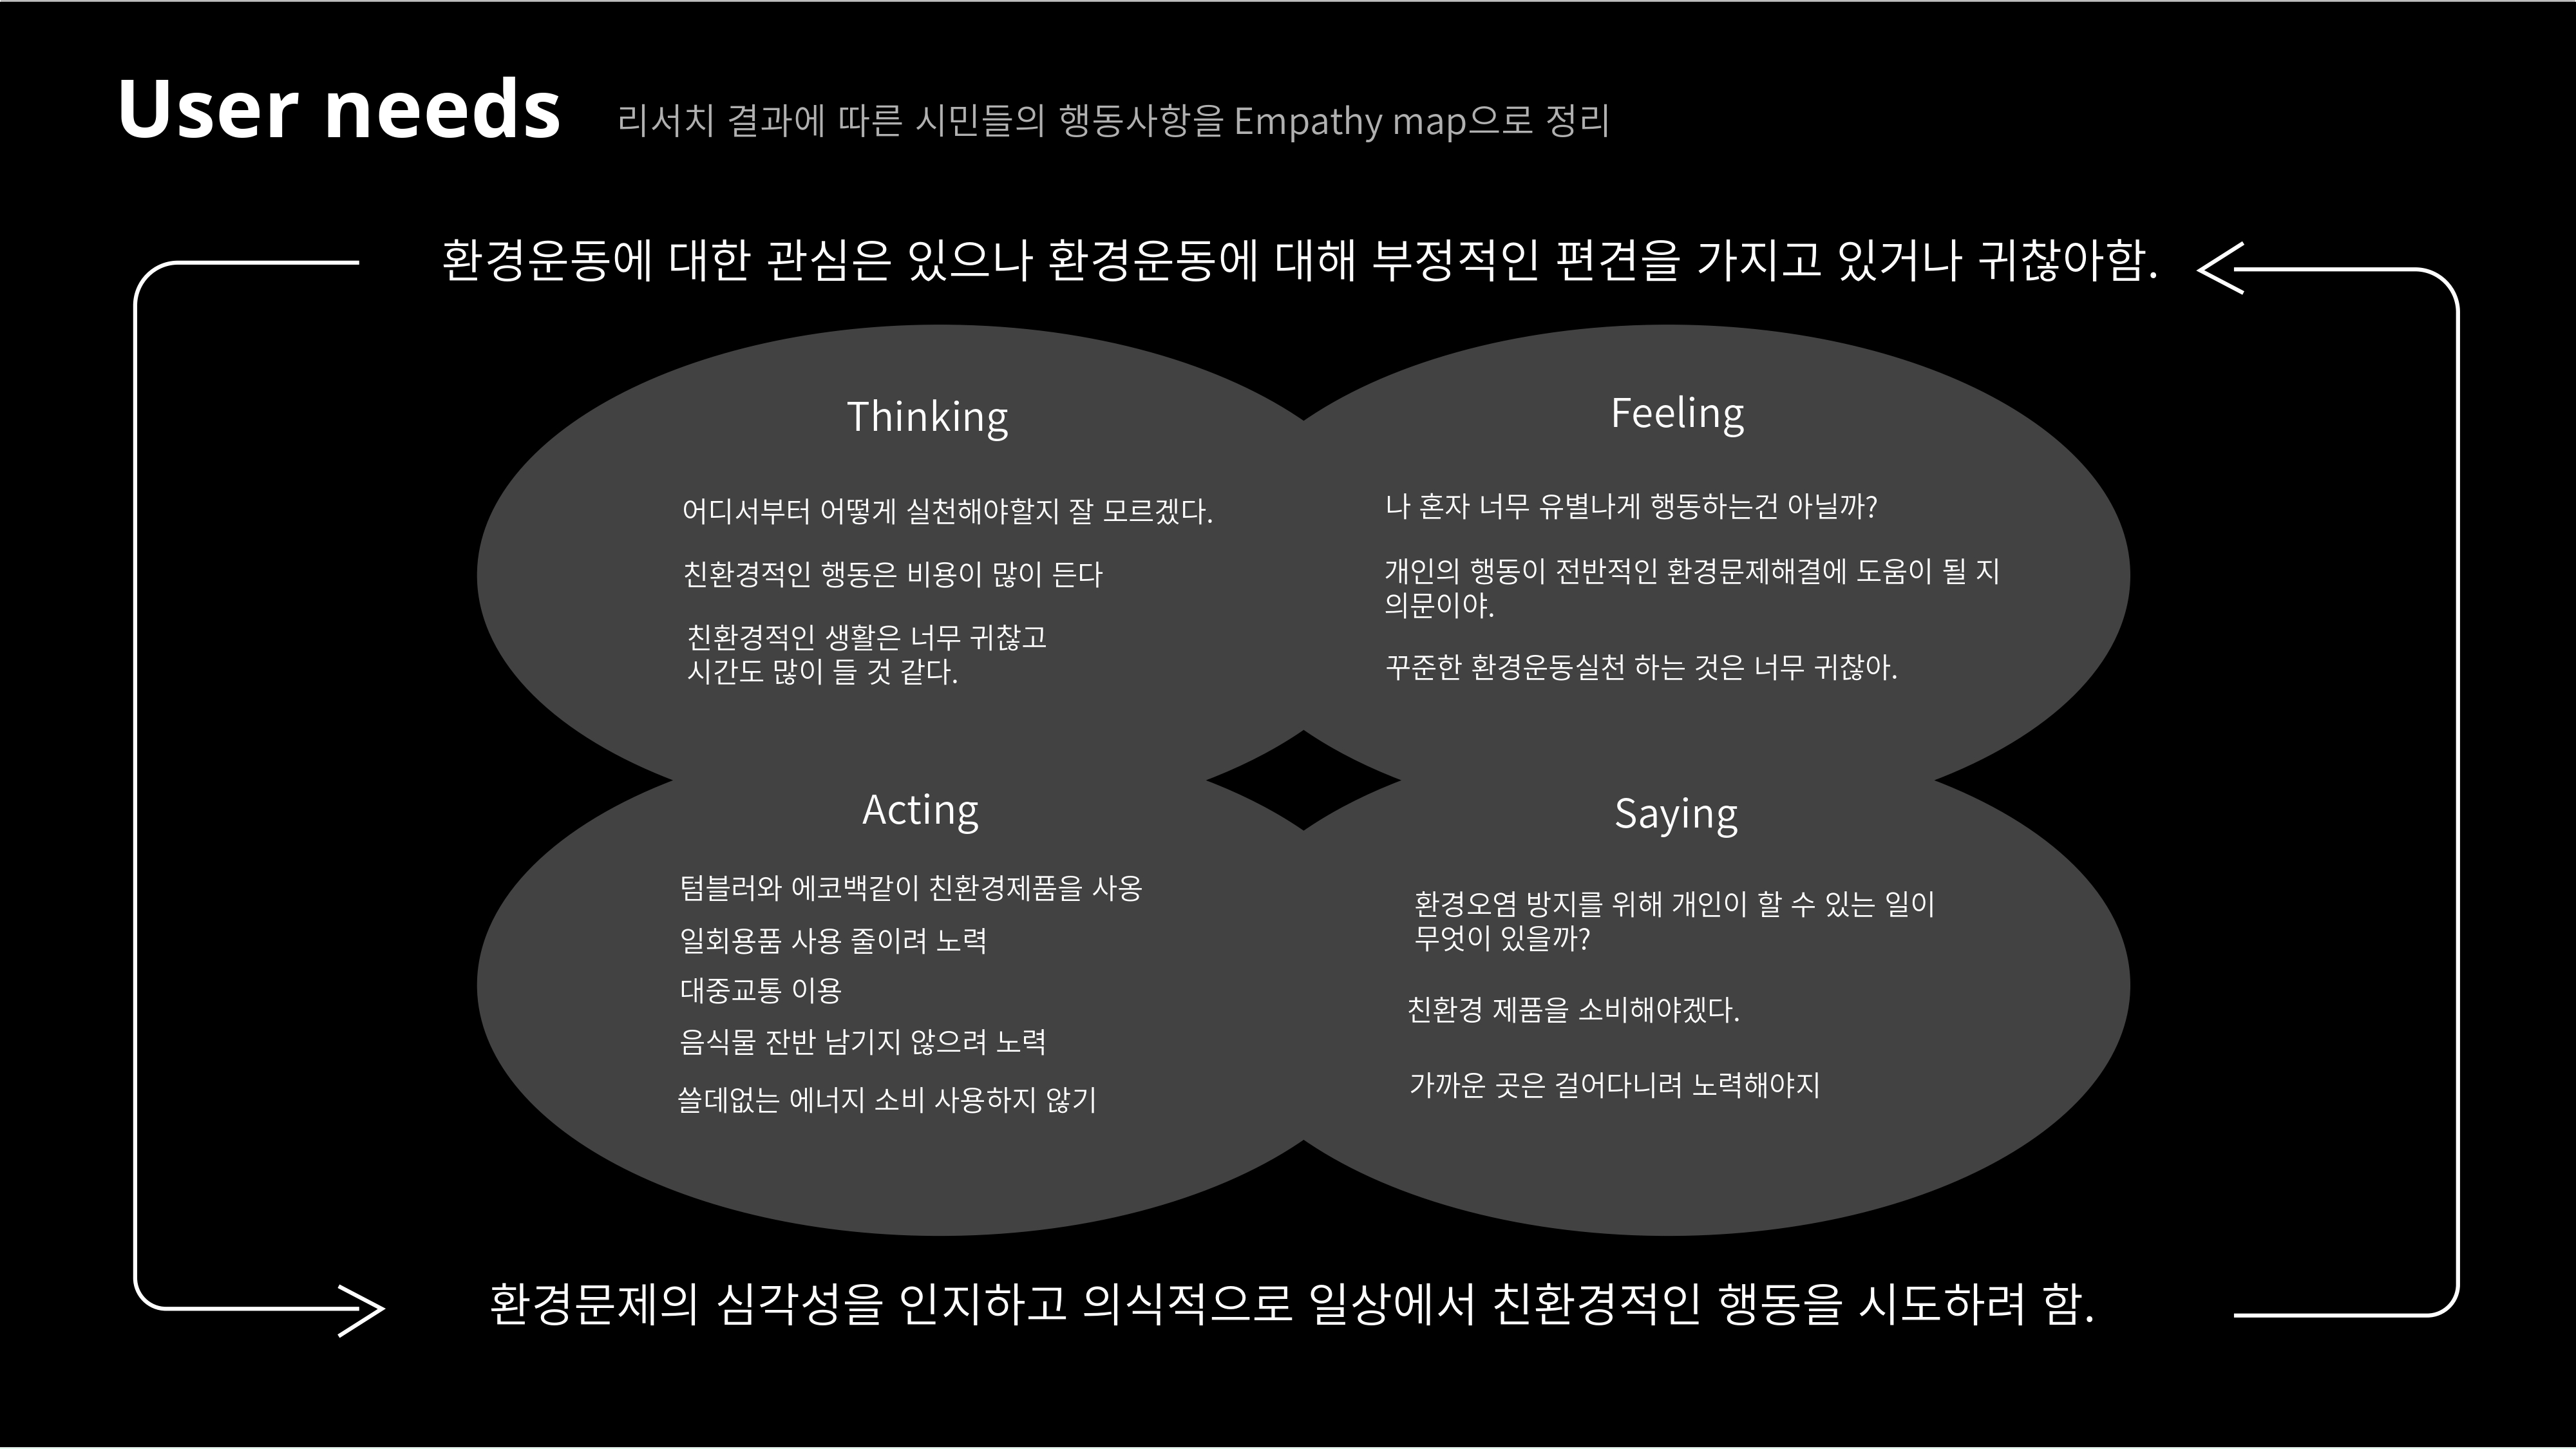 User needs
리서치 결과에 따른 시민들의 행동사항을 Empathy map으로 정리
환경운동에 대한 관심은 있으나 환경운동에 대해 부정적인 편견을 가지고 있거나 귀찮아함.
Thinking
어디서부터 어떻게 실천해야할지 잘 모르겠다.
친환경적인 행동은 비용이 많이 든다
친환경적인 생활은 너무 귀찮고
시간도 많이 들 것 같다.
Feeling
나 혼자 너무 유별나게 행동하는건 아닐까?
개인의 행동이 전반적인 환경문제해결에 도움이 될 지
의문이야.
꾸준한 환경운동실천 하는 것은 너무 귀찮아.
Acting
텀블러와 에코백같이 친환경제품을 사옹
일회용품 사용 줄이려 노력
대중교통 이용
음식물 잔반 남기지 않으려 노력
쓸데없는 에너지 소비 사용하지 않기
Saying
환경오염 방지를 위해 개인이 할 수 있는 일이
무엇이 있을까?
친환경 제품을 소비해야겠다.
가까운 곳은 걸어다니려 노력해야지
환경문제의 심각성을 인지하고 의식적으로 일상에서 친환경적인 행동을 시도하려 함.